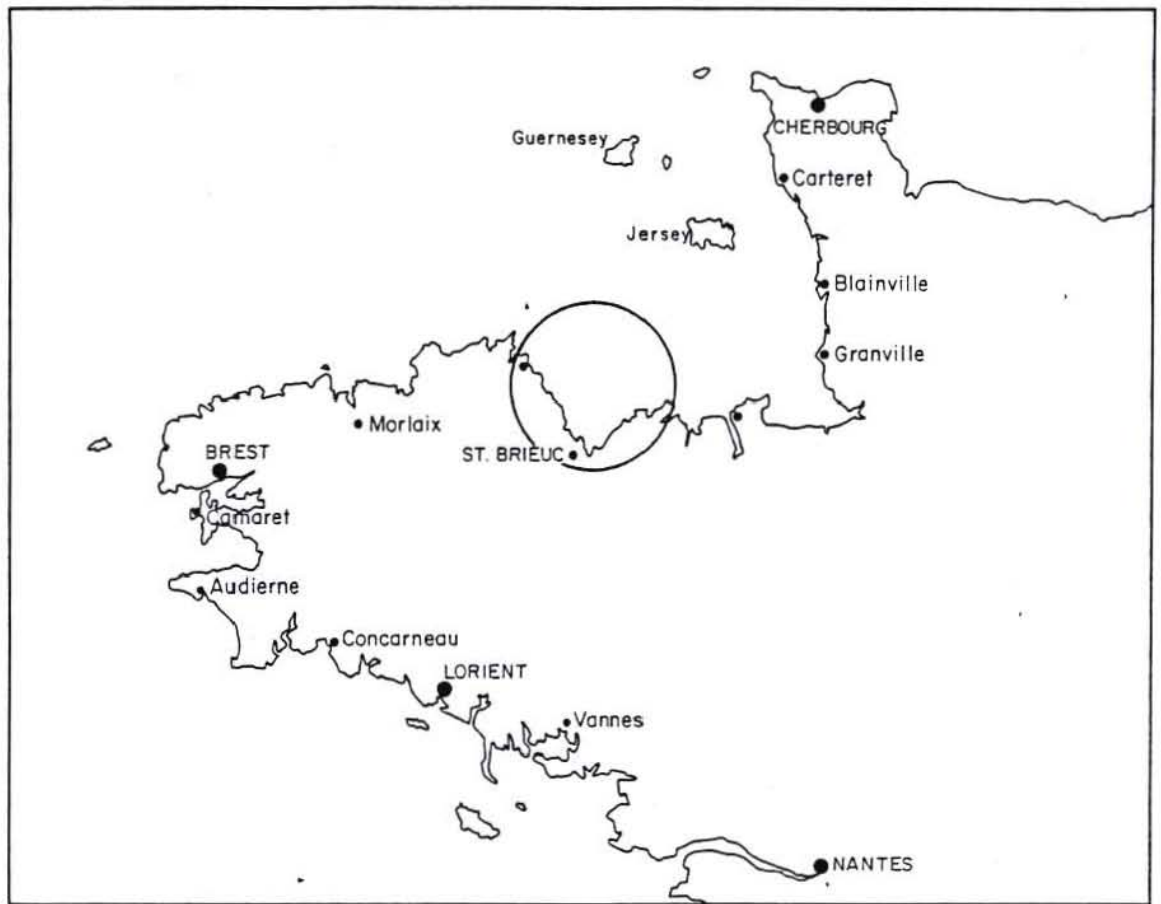 CHERBOURG
Guernesey
Carteret
Jersey
Blainville
Granville
Morlaix
ST. BRIEUC
BREST
Camaret
Audierne
Concarneau
LORIENT
Vannes
NANTES